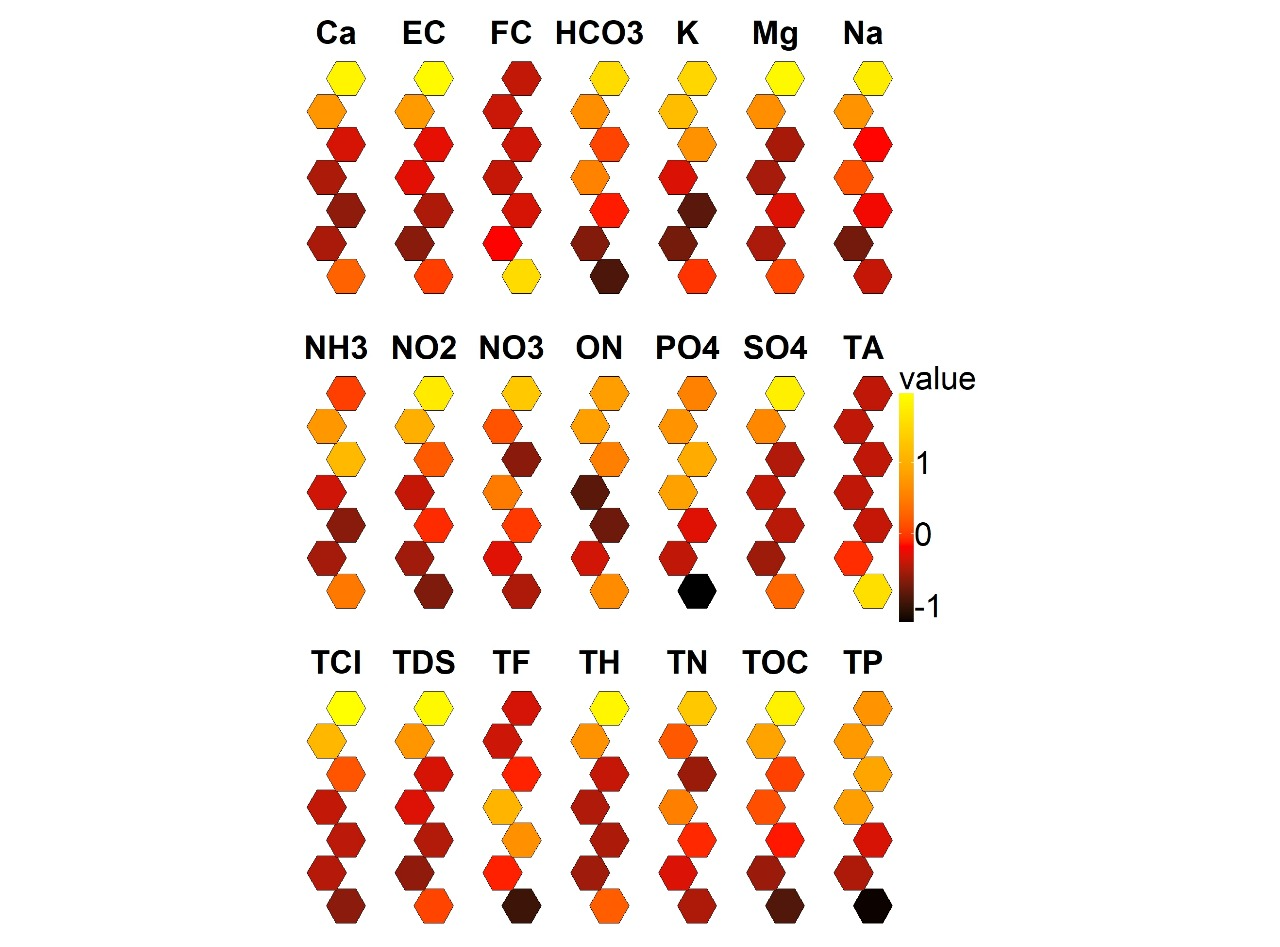 Ca EC FC HCO3 K Mg Na
NH3 NO2 NO3 ON PO4 SO4 TA
value
1
0
-1
TCl TDS TF TH TN TOC TP